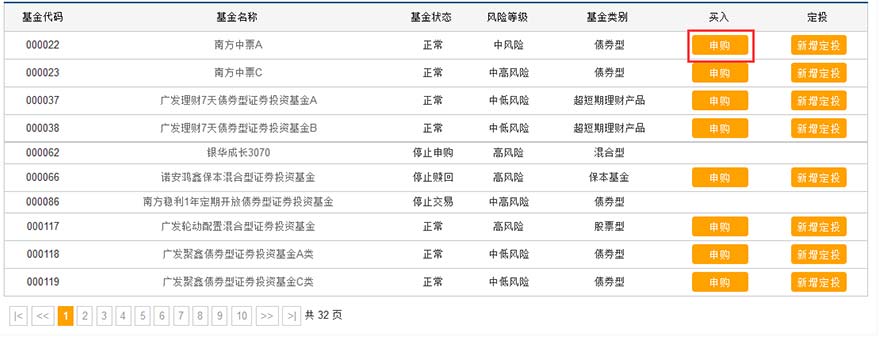 基金代码 基金名称 基金状态 风险等级 基金类别 买入 定投
000022 南方中票A 正常 中风险 债券型 申购 新增定投
000023 南方中票C 正常 中高风险 债券型 申购 新增定投
000037 广发理财7天债券型证券投资基金A 正常 中低风险 超短期理财产品 申购 新增定投
000038 广发理财7天债券型证券投资基金B 正常 中低风险 超短期理财产品 申购 新增定投
000062 银华成长3070 停止申购 高风险 混合型
000066 诺安鸿鑫保本混合型证券投资基金 停止赎回 高风险 保本基金 申购 新增定投
000086 南方稳利1年定期开放债券型证券投资基金 停止交易 中高风险 债券型
000117 广发轮动配置混合型证券投资基金 正常 高风险 股票型 申购 新增定投
000118 广发聚鑫债券型证券投资基金A类 正常 中低风险 债券型 申购 新增定投
000119 广发聚鑫债券型证券投资基金C类 正常 中低风险 债券型 申购 新增定投
|< << 1 2 3 4 5 6 7 8 9 10 >> >| 共 32 页